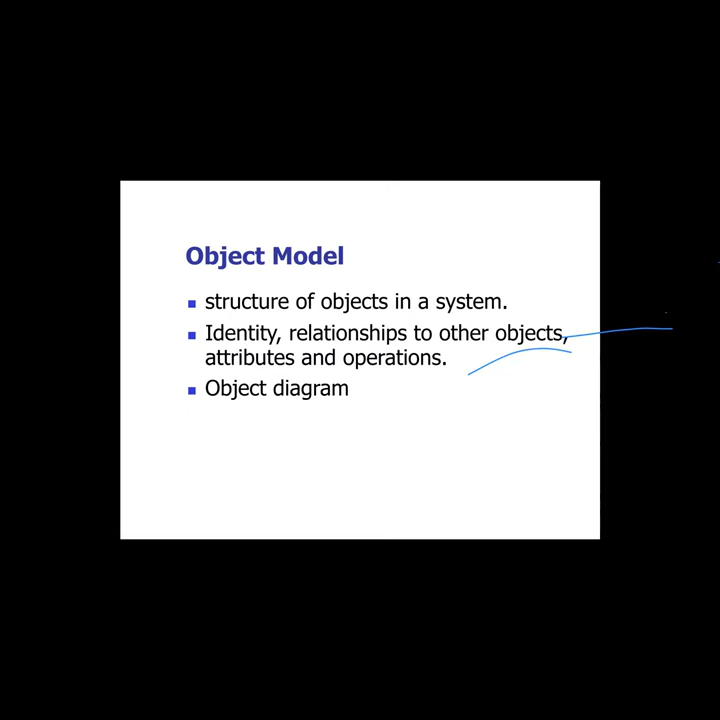 Object Model
structure of objects in a system.
Identity, relationships to other objects,
attributes and operations.
Object diagram